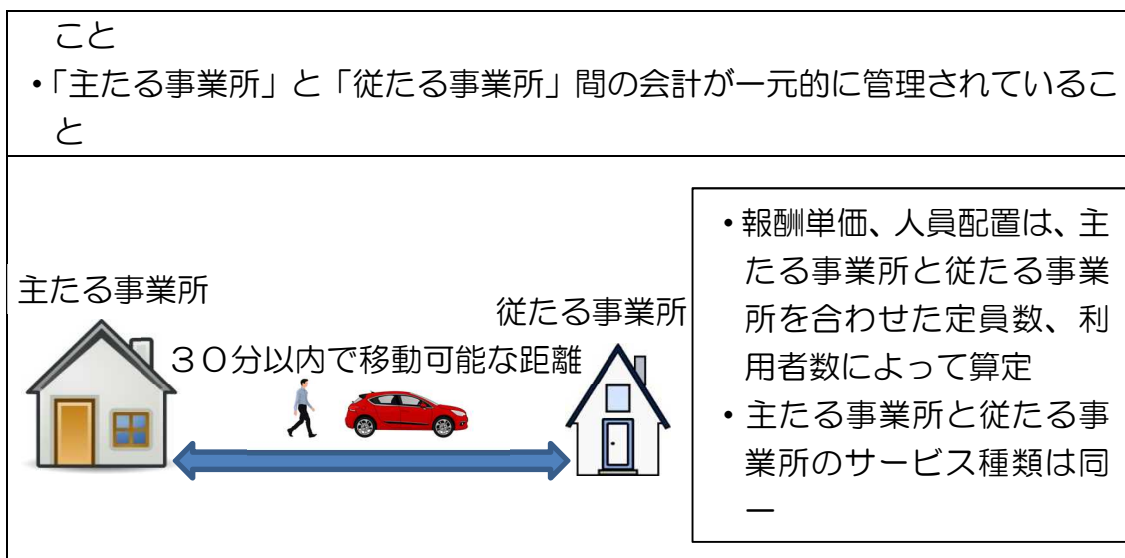 こと
・「主たる事業所」と「従たる事業所」間の会計が一元的に管理されているこ
と
主たる事業所
従たる事業所
３０分以内で移動可能な距離
・報酬単価、人員配置は、主
たる事業所と従たる事業
所を合わせた定員数、利
用者数によって算定
・主たる事業所と従たる事
業所のサービス種類は同
一